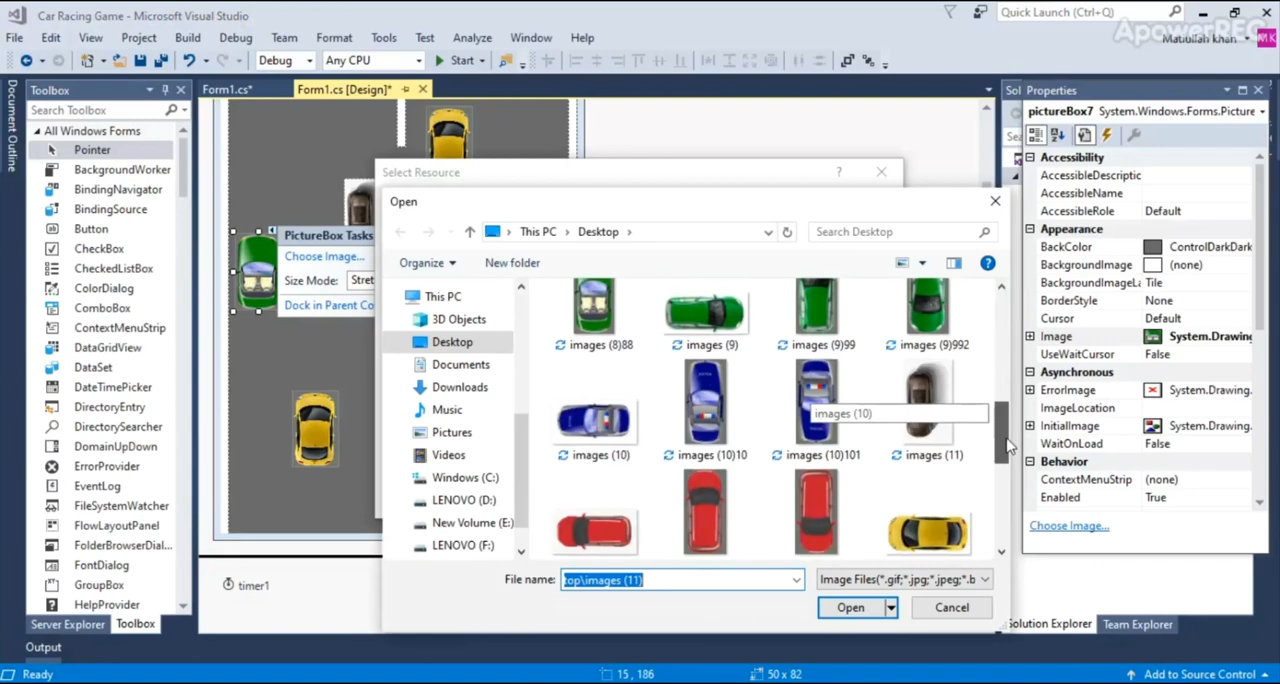 Car Racing Game - Microsoft Visual Studio
Quick Launch (Ctrl+Q)
ApowerREC
File Edit View Project Build Debug Team Format Tools Test Analyze Window Help
Matiullah khan MK
Debug Any CPU Start
Document Outline
Toolbox
Search Toolbox
All Windows Forms
Pointer
BackgroundWorker
BindingNavigator
BindingSource
Button
CheckBox
CheckedListBox
ColorDialog
ComboBox
ContextMenuStrip
DataGridView
DataSet
DateTimePicker
DirectoryEntry
DirectorySearcher
DomainUpDown
ErrorProvider
EventLog
FileSystemWatcher
FlowLayoutPanel
FolderBrowserDial...
FontDialog
GroupBox
HelpProvider
Server Explorer Toolbox
Form1.cs* Form1.cs [Design]*
PictureBox Tasks
Choose Image...
Size Mode: Stret
Dock in Parent Co
timer1
Select Resource
?
Open
This PC Desktop
Search Desktop
Organize New folder
This PC
3D Objects
Desktop
Documents
Downloads
Music
Pictures
Videos
Windows (C:)
LENOVO (D:)
New Volume (E:)
LENOVO (F:)
images (8)88 images (9) images (9)99 images (9)992
images (10)
images (10) images (10)10 images (10)101 images (11)
File name: top\images (11) Image Files(*.gif;*.jpg;*.jpeg;*.b
Open Cancel
Sol
Sea
Properties
pictureBox7 System.Windows.Forms.Picture
Accessibility
AccessibleDescriptic
AccessibleName
AccessibleRole Default
Appearance
BackColor ControlDarkDark
BackgroundImage (none)
BackgroundImageLa Tile
BorderStyle None
Cursor Default
Image System.Drawing.
UseWaitCursor False
Asynchronous
ErrorImage System.Drawing.
ImageLocation
InitialImage System.Drawing.
WaitOnLoad False
Behavior
ContextMenuStrip (none)
Enabled True
Choose Image...
Solution Explorer Team Explorer
Output
Ready 15 , 186 50 x 82 Add to Source Control